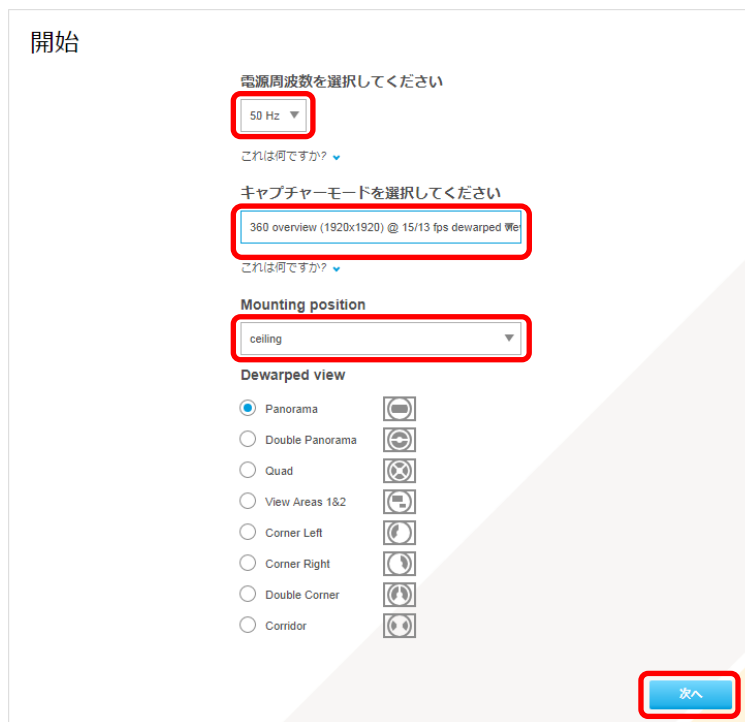 開始
電源周波数を選択してください
50 Hz
これは何ですか?
キャプチャーモードを選択してください
360 overview (1920x1920) @ 15/13 fps dewarped
これは何ですか?
Mounting position
ceiling
Dewarped view
Panorama
Double Panorama
Quad
View Areas 1&2
Corner Left
Corner Right
Double Corner
Corridor
次へ